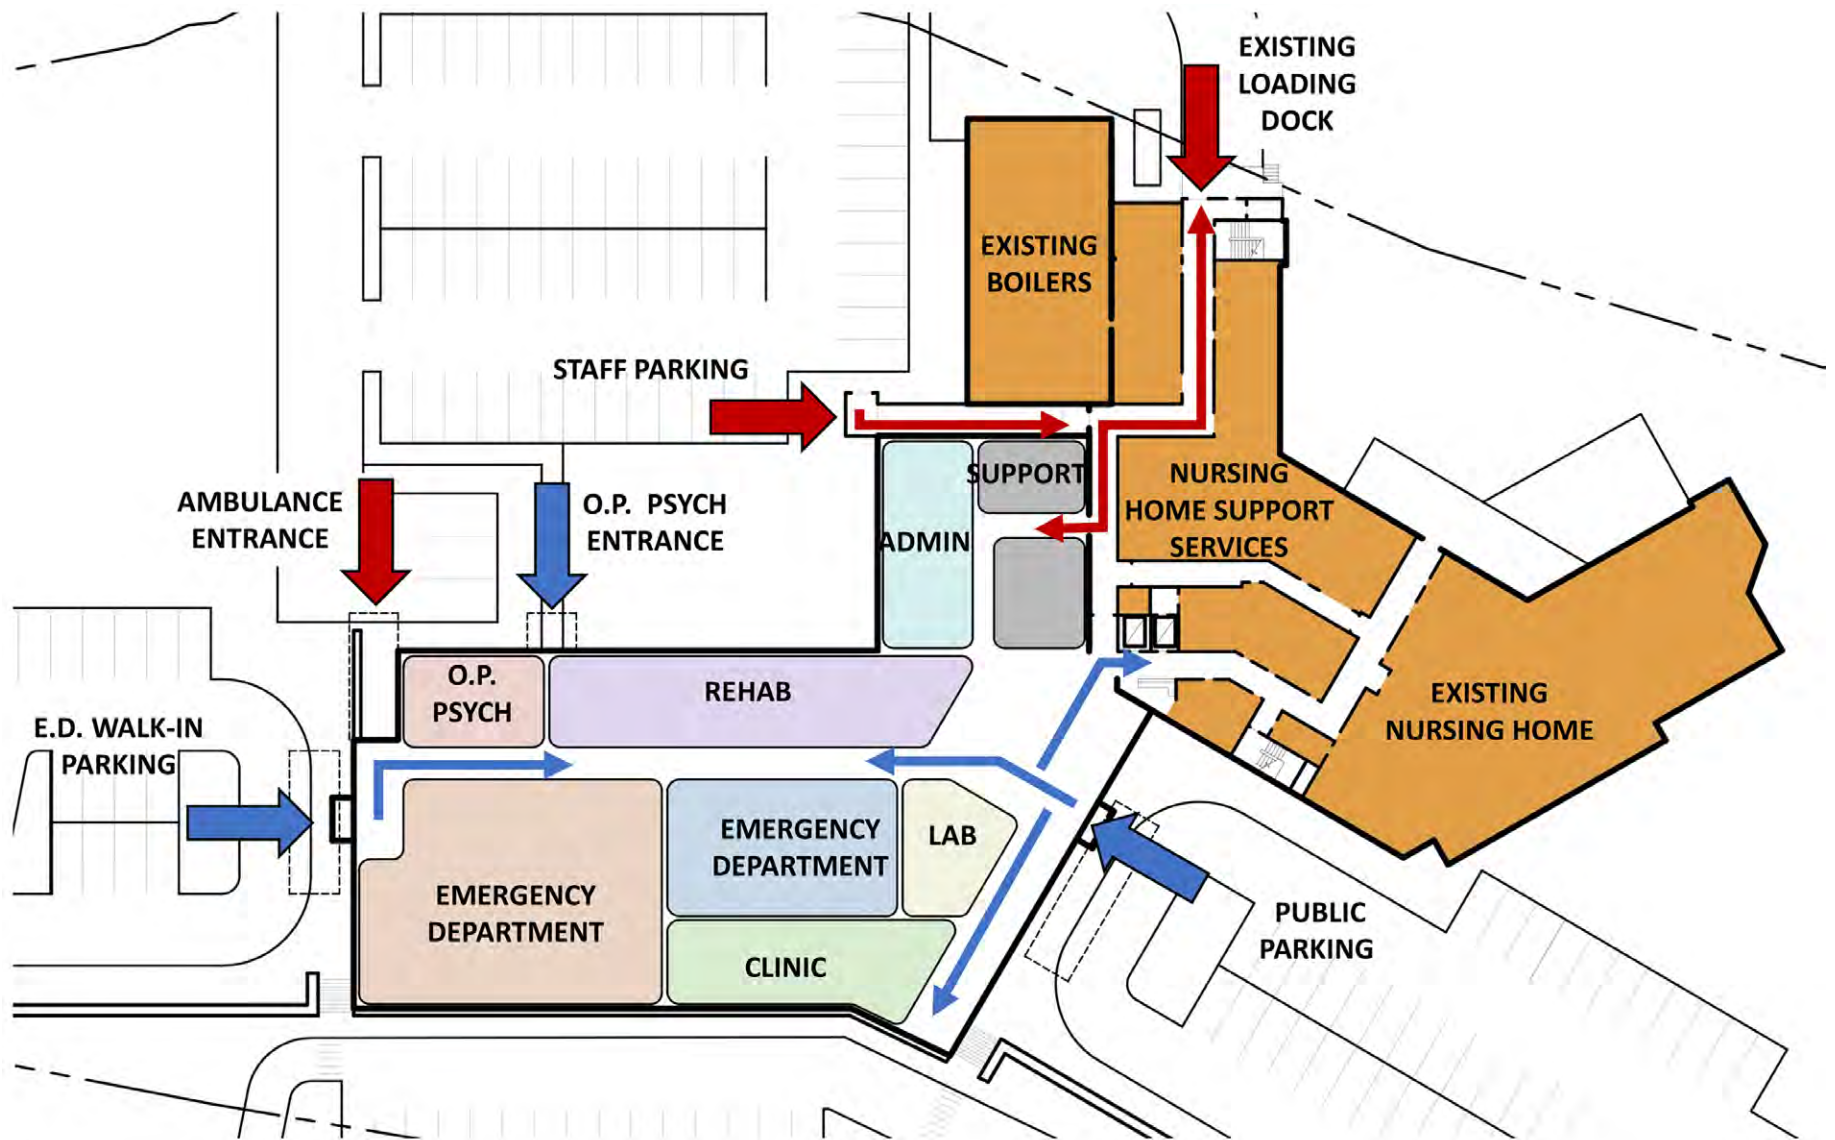 EXISTING
LOADING
DOCK
EXISTING
BOILERS
STAFF PARKING
SUPPORT
NURSING
HOME SUPPORT
SERVICES
AMBULANCE
ENTRANCE
O.P. PSYCH
ENTRANCE
ADMIN
O.P.
PSYCH
REHAB
EXISTING
NURSING HOME
E.D. WALK-IN
PARKING
EMERGENCY
DEPARTMENT
LAB
EMERGENCY
DEPARTMENT
PUBLIC
PARKING
CLINIC